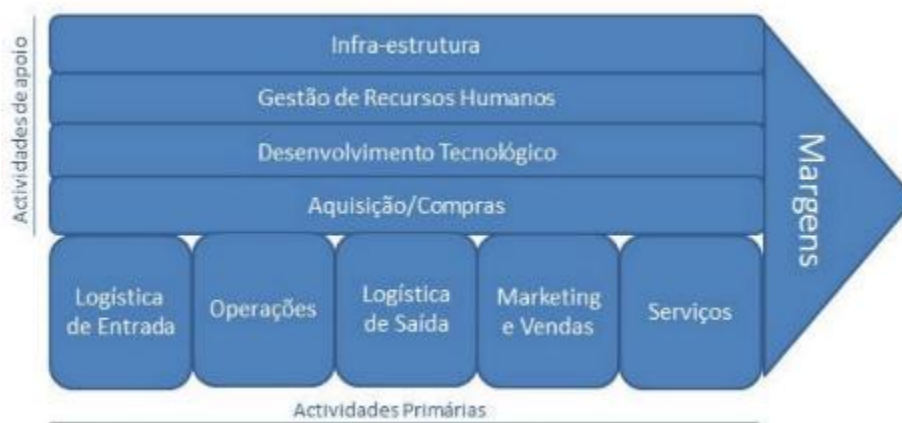 Actividades de apoio
Infra-estrutura
Gestão de Recursos Humanos
Desenvolvimento Tecnológico
Aquisição/Compras
Margens
Logística
de Entrada
Operações
Logística
de Saída
Marketing
e Vendas
Serviços
Actividades Primárias